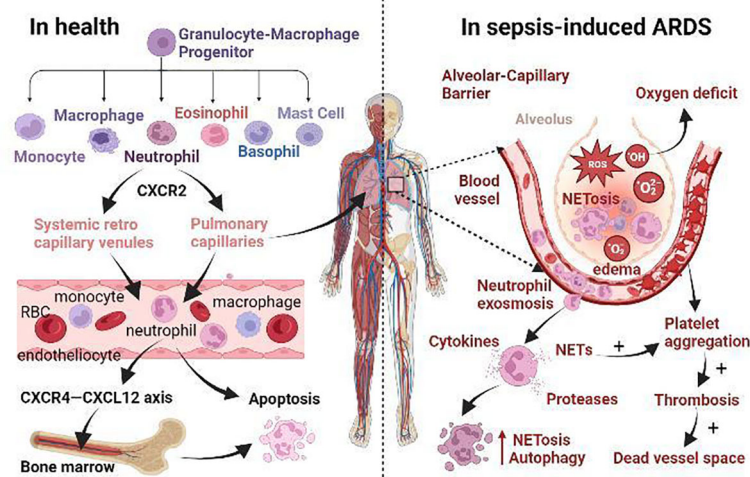 In health
Granulocyte-Macrophage
Progenitor
Macrophage
Eosinophil
Mast Cell
Monocyte
Neutrophil
Basophil
CXCR2
Systemic retro
capillary venules
Pulmonary
capillaries
RBC
monocyte
macrophage
neutrophil
endotheliocyte
CXCR4—CXCL12 axis
Apoptosis
Bone marrow
In sepsis-induced ARDS
Alveolar-Capillary
Barrier
Oxygen deficit
Alveolus
ROS
OH
Blood
vessel
NETosis
O₂²⁻
¹O₂
edema
Neutrophil
exosmosis
Cytokines
NETs
+
Platelet
aggregation
+
Proteases
Thrombosis
+
NETosis
Autophagy
Dead vessel space